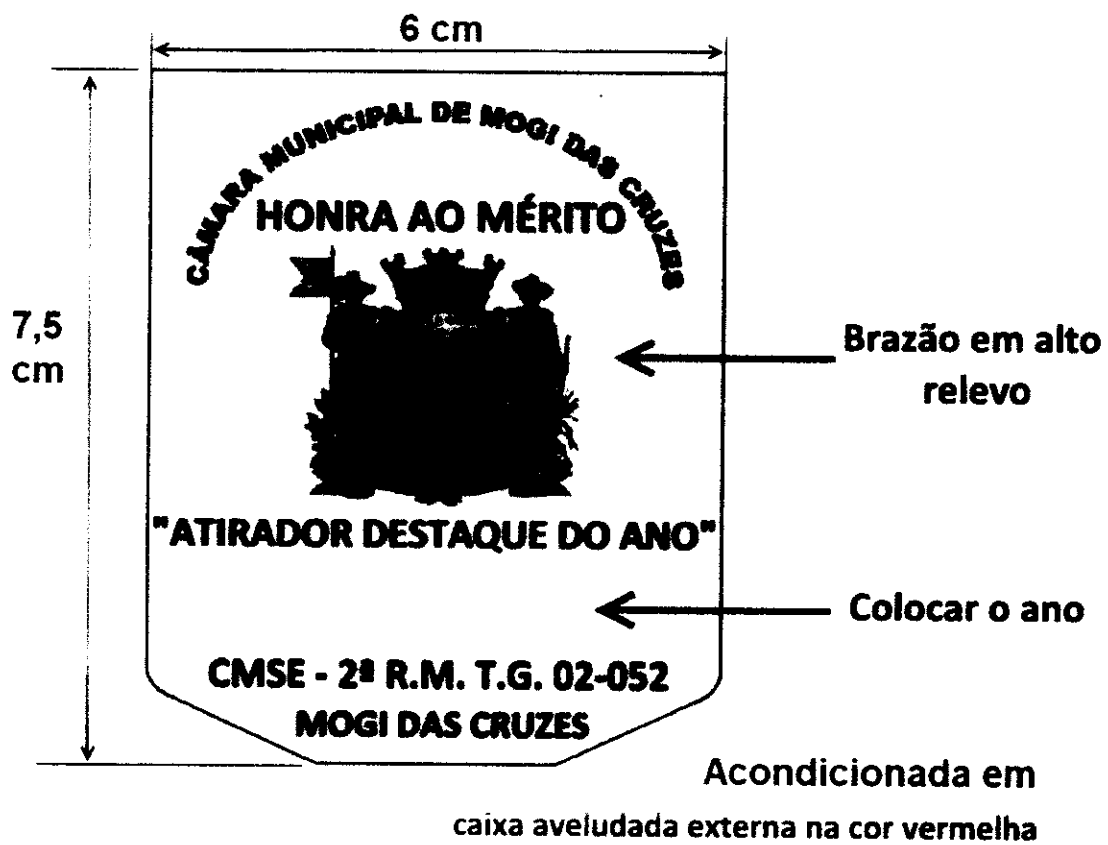 6 cm
CÂMARA MUNICIPAL DE MOGI DAS CRUZES
HONRA AO MÉRITO
7,5
cm
Brazão em alto
relevo
"ATIRADOR DESTAQUE DO ANO"
Colocar o ano
CMSE - 2ª R.M. T.G. 02-052
MOGI DAS CRUZES
Acondicionada em
caixa aveludada externa na cor vermelha